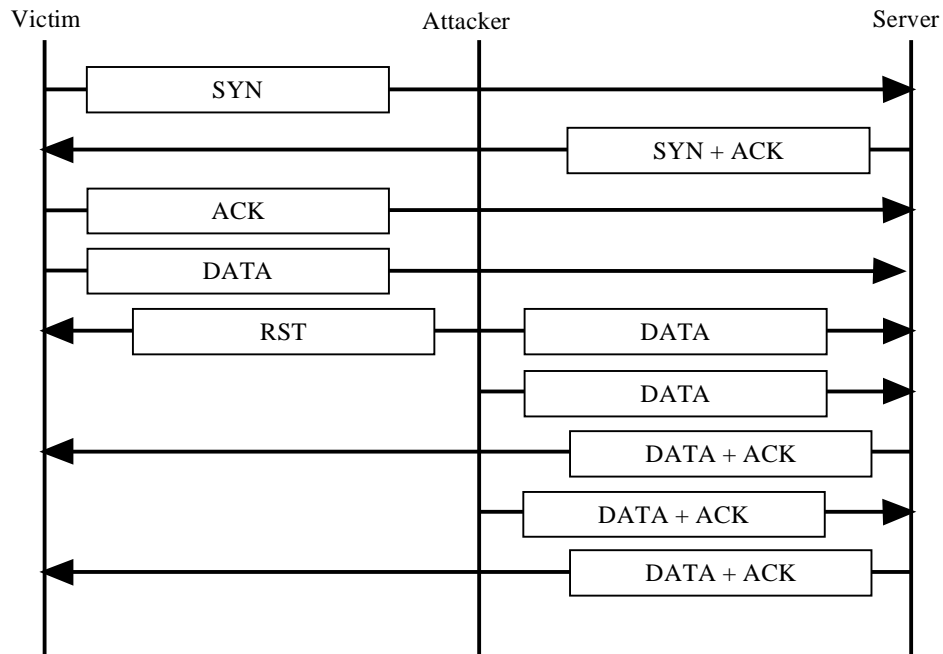 Victim Attacker Server
SYN
SYN + ACK
ACK
DATA
RST DATA
DATA
DATA + ACK
DATA + ACK
DATA + ACK